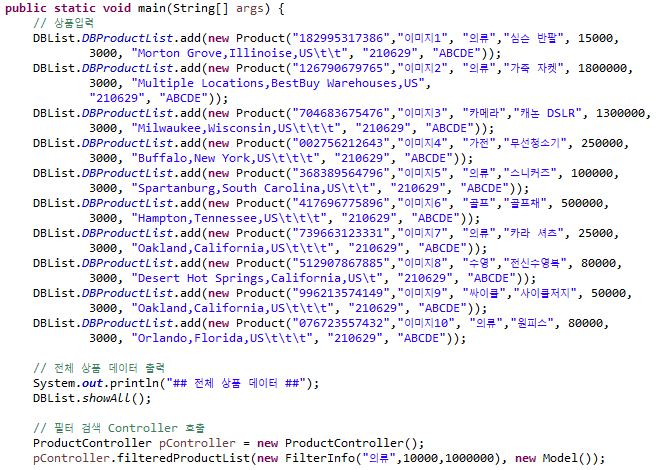 public static void main(String[] args) {
// 상품입력
DBList.DBProductList.add(new Product("182995317386","이미지1", "의류","심슨 반팔", 15000,
3000, "Morton Grove,Illinoise,US\t\t", "210629", "ABCDE"));
DBList.DBProductList.add(new Product("126790679765","이미지2", "의류","가죽 자켓", 1800000,
3000, "Multiple Locations,BestBuy Warehouses,US",
"210629", "ABCDE"));
DBList.DBProductList.add(new Product("704683675476","이미지3", "카메라","캐논 DSLR", 1300000,
3000, "Milwaukee,Wisconsin,US\t\t\t", "210629", "ABCDE"));
DBList.DBProductList.add(new Product("002756212643","이미지4", "가전","무선청소기", 250000,
3000, "Buffalo,New York,US\t\t\t", "210629", "ABCDE"));
DBList.DBProductList.add(new Product("368389564796","이미지5", "의류","스니커즈", 100000,
3000, "Spartanburg,South Carolina,US\t\t", "210629", "ABCDE"));
DBList.DBProductList.add(new Product("417696775896","이미지6", "골프","골프채", 500000,
3000, "Hampton,Tennessee,US\t\t\t", "210629", "ABCDE"));
DBList.DBProductList.add(new Product("739663123331","이미지7", "의류","카라 셔츠", 25000,
3000, "Oakland,California,US\t\t\t", "210629", "ABCDE"));
DBList.DBProductList.add(new Product("512907867885","이미지8", "수영","전신수영복", 80000,
3000, "Desert Hot Springs,California,US\t", "210629", "ABCDE"));
DBList.DBProductList.add(new Product("996213574149","이미지9", "싸이클","사이클저지", 50000,
3000, "Oakland,California,US\t\t\t", "210629", "ABCDE"));
DBList.DBProductList.add(new Product("076723557432","이미지10", "의류","원피스", 80000,
3000, "Orlando,Florida,US\t\t\t", "210629", "ABCDE"));
// 전체 상품 데이터 출력
System.out.println("## 전체 상품 데이터 ##");
DBList.showAll();
// 필터 검색 Controller 호출
ProductController pController = new ProductController();
pController.filteredProductList(new FilterInfo("의류",10000,1000000), new Model());